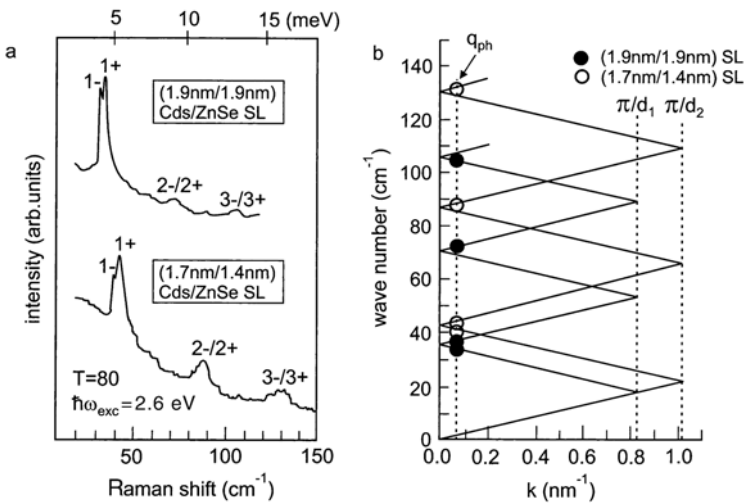 5 10 15 (meV)
a
1+
1-
(1.9nm/1.9nm)
Cds/ZnSe SL
2-/2+
3-/3+
1+
1-
(1.7nm/1.4nm)
Cds/ZnSe SL
2-/2+
3-/3+
T=80
ħω_exc=2.6 eV
intensity (arb.units)
50 100 150
Raman shift (cm⁻¹)
b
q_ph
● (1.9nm/1.9nm) SL
○ (1.7nm/1.4nm) SL
π/d₁ π/d₂
140
120
100
80
60
40
20
0
wave number (cm⁻¹)
0.0 0.2 0.4 0.6 0.8 1.0
k (nm⁻¹)